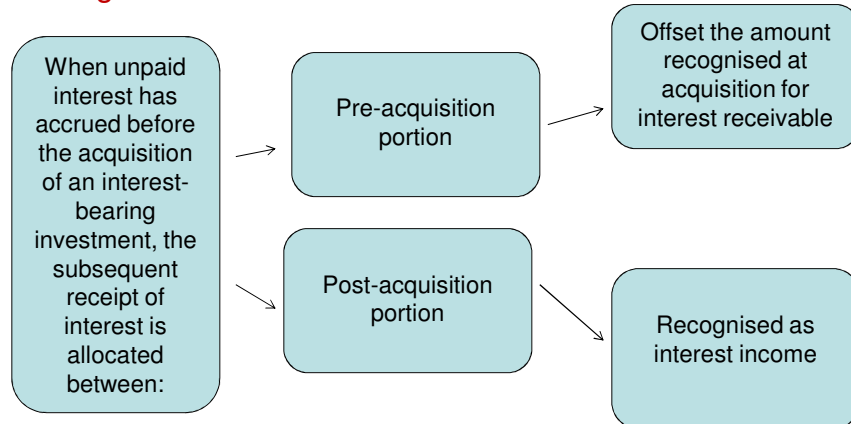 When unpaid
interest has
accrued before
the acquisition
of an interest-
bearing
investment, the
subsequent
receipt of
interest is
allocated
between:
Pre-acquisition
portion
Offset the amount
recognised at
acquisition for
interest receivable
Post-acquisition
portion
Recognised as
interest income